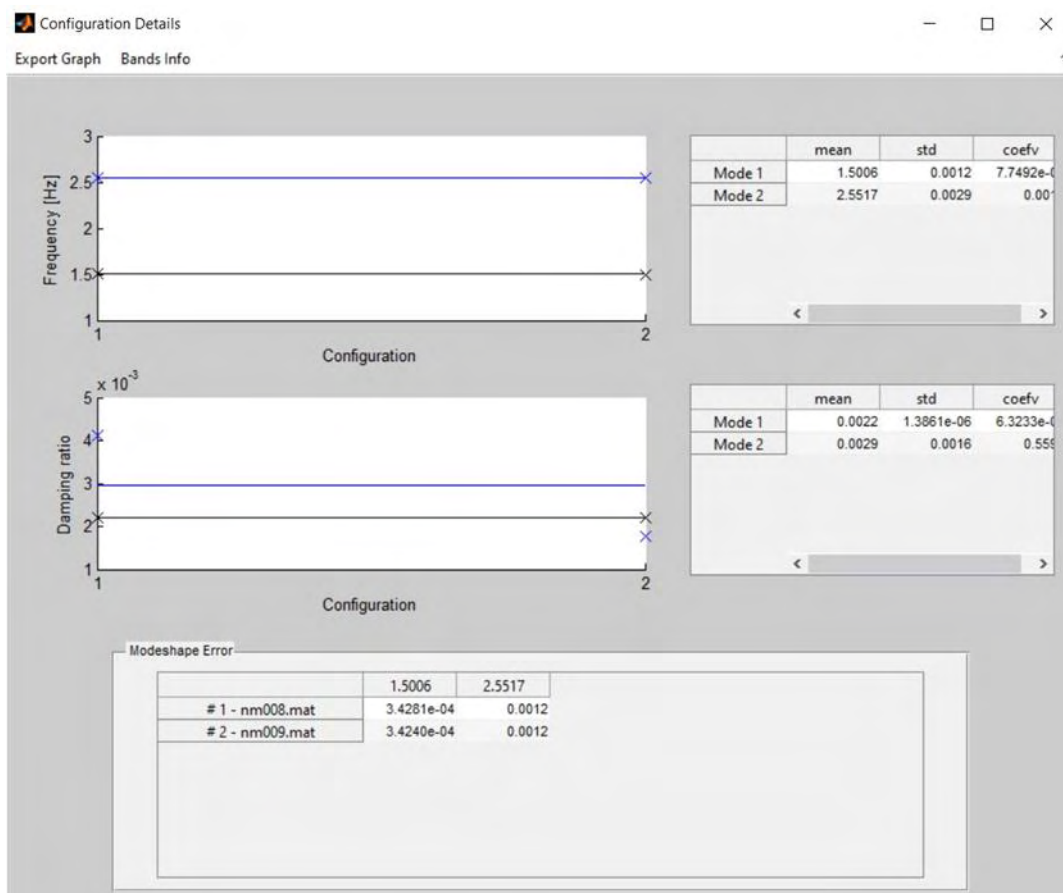 Configuration Details
Export Graph Bands Info
3
2.5
2
1.5
1
1 2
Frequency [Hz]
Configuration
mean std coefv
Mode 1 1.5006 0.0012 7.7492e-0
Mode 2 2.5517 0.0029 0.001
x 10^-3
5
4
3
2
1
1 2
Damping ratio
Configuration
mean std coefv
Mode 1 0.0022 1.3861e-06 6.3233e-0
Mode 2 0.0029 0.0016 0.559
Modeshape Error
1.5006 2.5517
# 1 - nm008.mat 3.4281e-04 0.0012
# 2 - nm009.mat 3.4240e-04 0.0012